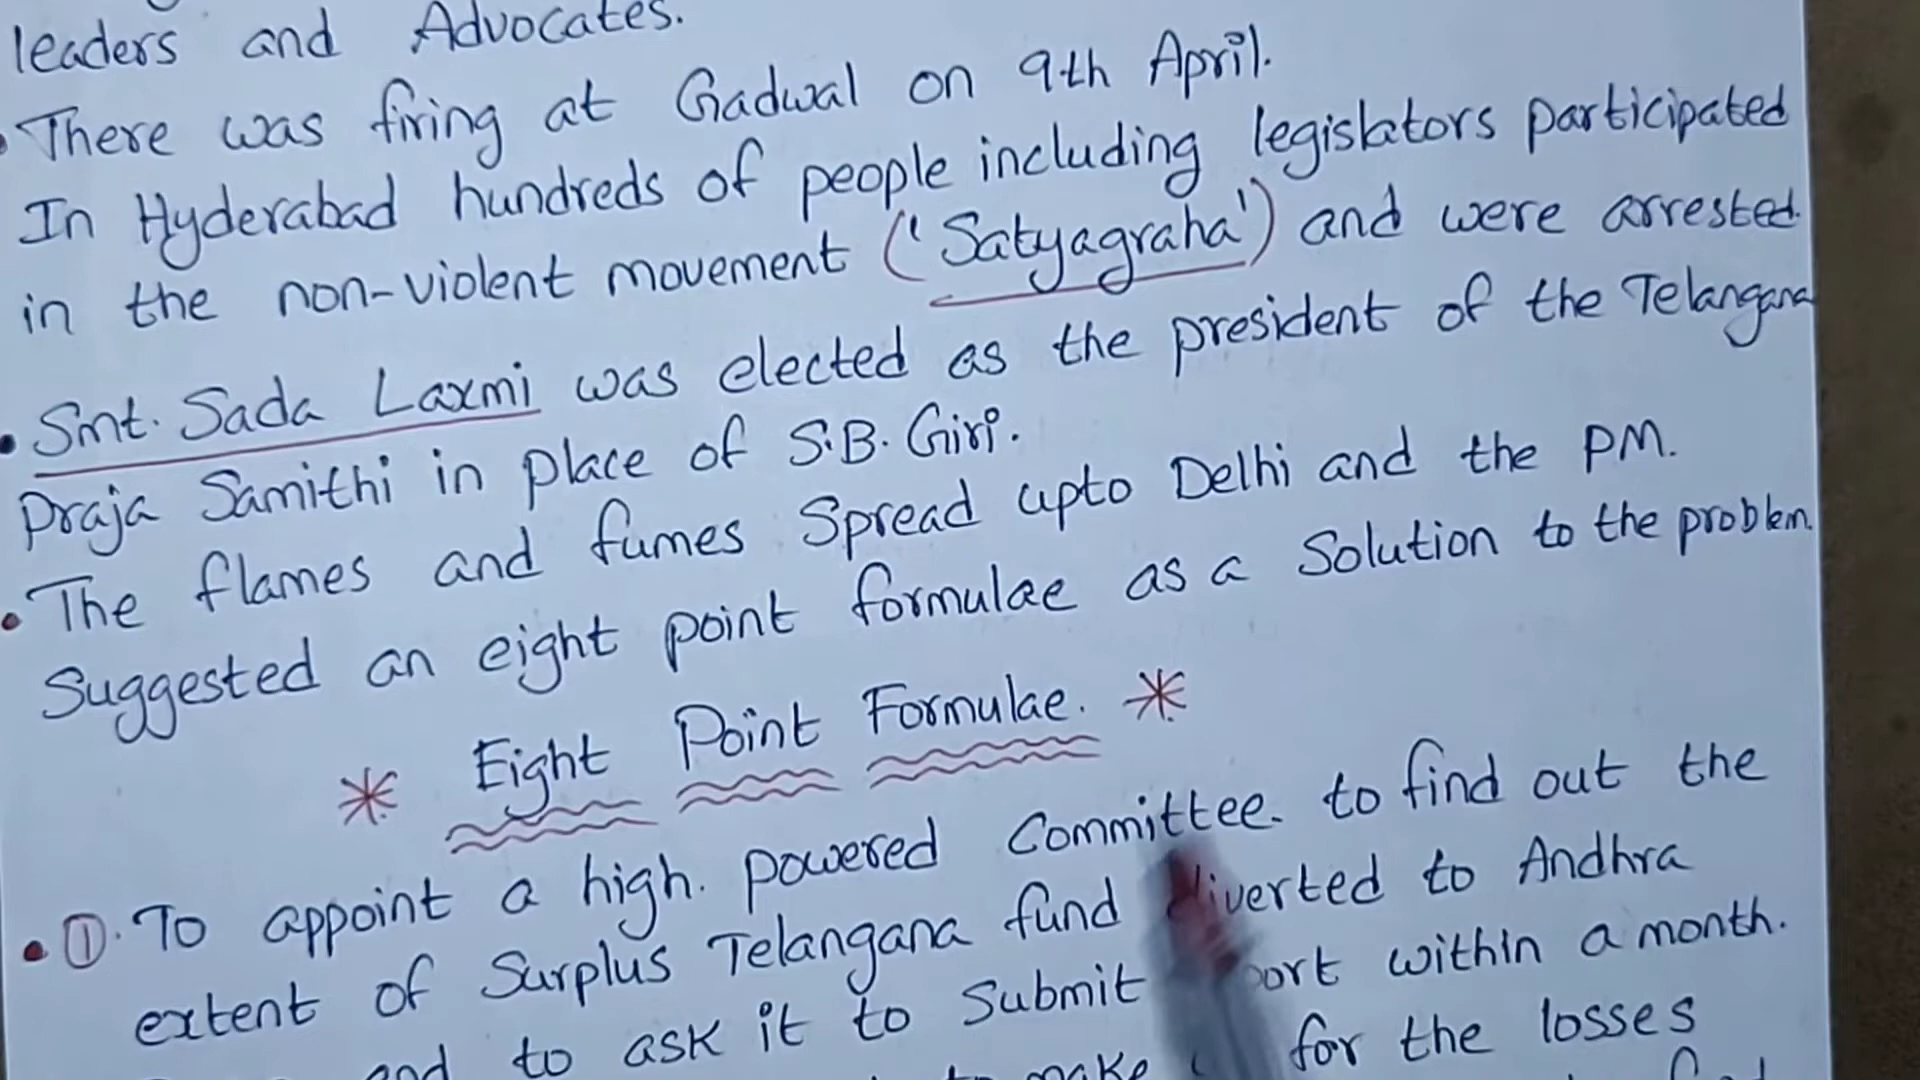 leaders and Advocates.
• There was firing at Gadwal on 9th April.
In Hyderabad hundreds of people including legislators participated
in the non-violent movement ('Satyagraha') and were arrested.
• Smt. Sada Laxmi was elected as the president of the Telangana
Praja Samithi in place of S.B. Giri.
• The flames and fumes Spread upto Delhi and the PM.
Suggested an eight point formulae as a Solution to the problem.
* Eight Point Formulae. *
• ①. To appoint a high. powered Committee. to find out the
extent of Surplus Telangana fund diverted to Andhra
and to ask it to Submit within a month.
make for the losses